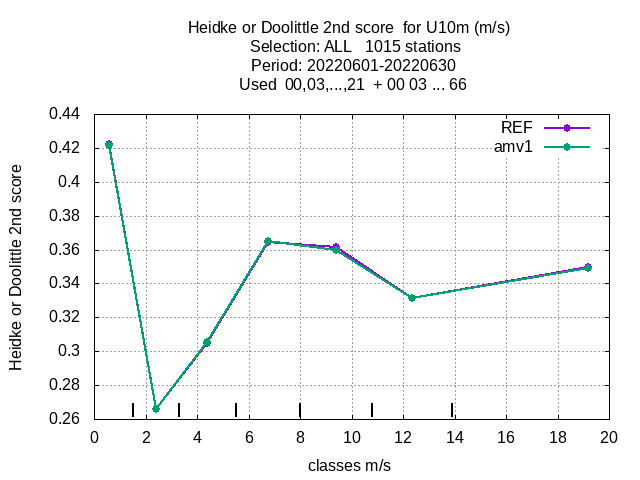 Heidke or Doolittle 2nd score  for U10m (m/s)
Selection: ALL   1015 stations
Period: 20220601-20220630
Used  00,03,...,21  + 00 03 ... 66
REF
amv1
Heidke or Doolittle 2nd score
0.44
0.42
0.4
0.38
0.36
0.34
0.32
0.3
0.28
0.26
0 2 4 6 8 10 12 14 16 18 20
classes m/s